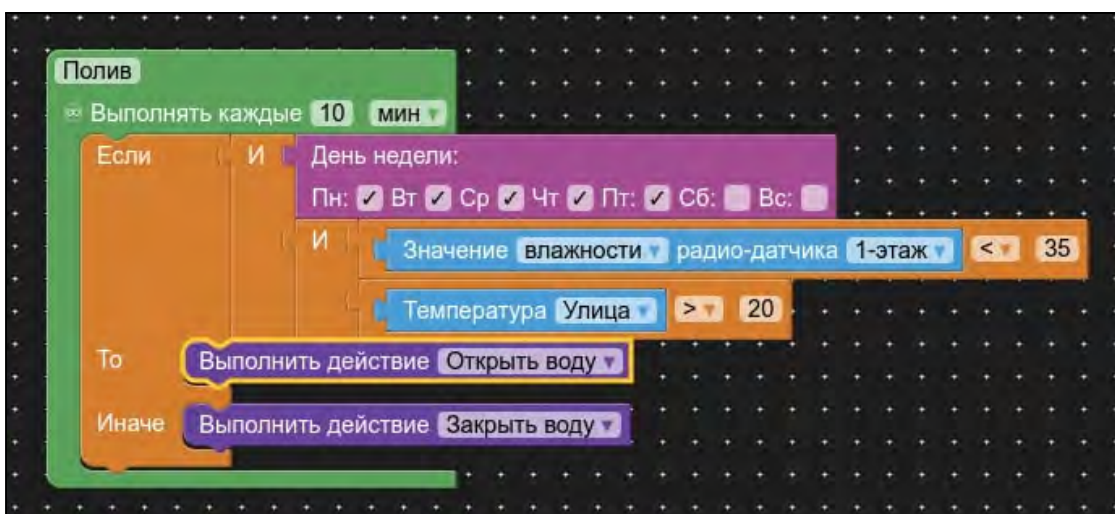 Полив
Выполнять каждые 10 мин
Если И День недели:
Пн: Вт Ср Чт Пт: Сб: Вс:
И Значение влажности радио-датчика 1-этаж < 35
Температура Улица > 20
То Выполнить действие Открыть воду
Иначе Выполнить действие Закрыть воду